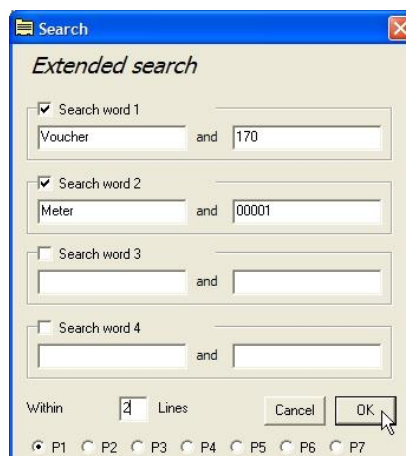 Search
Extended search
Search word 1
Voucher and 170
Search word 2
Meter and 00001
Search word 3
and
Search word 4
and
Within 2 Lines Cancel OK
P1 P2 P3 P4 P5 P6 P7